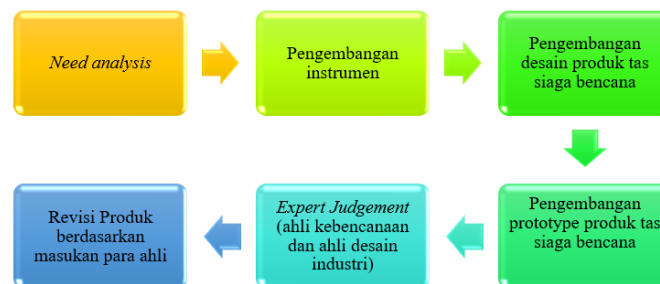 Need analysis
Pengembangan
instrumen
Pengembangan
desain produk tas
siaga bencana
Pengembangan
prototype produk tas
siaga bencana
Expert Judgement
(ahli kebencanaan
dan ahli desain
industri)
Revisi Produk
berdasarkan
masukan para ahli